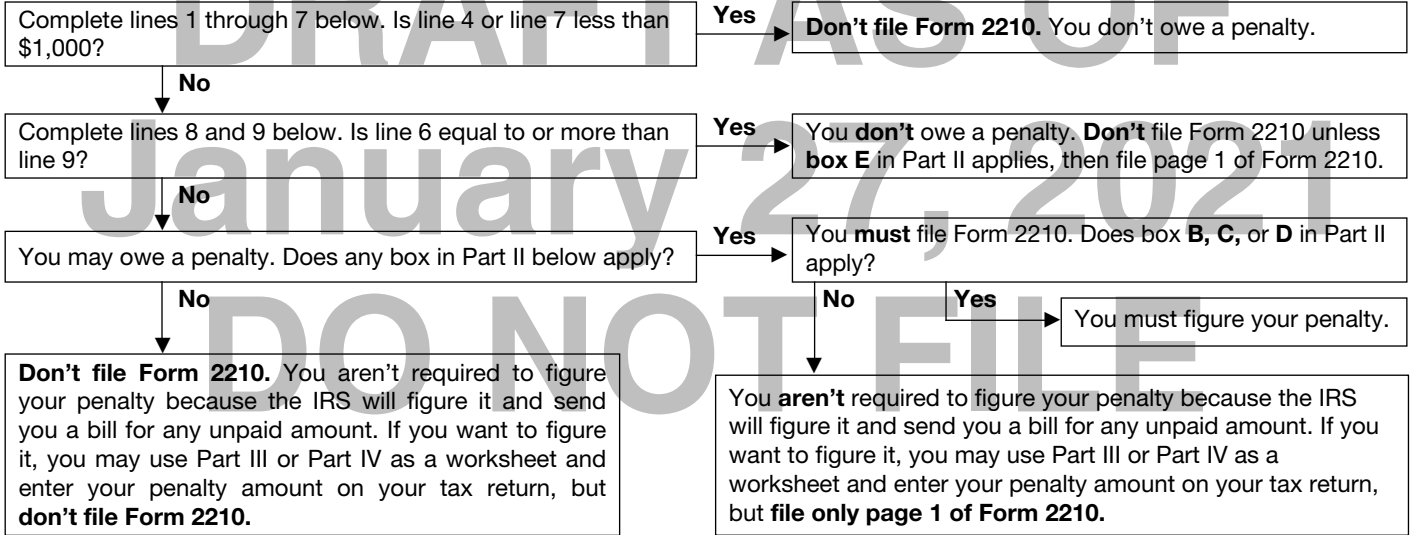 Complete lines 1 through 7 below. Is line 4 or line 7 less than
$1,000?
Yes
Don't file Form 2210. You don't owe a penalty.
No
Complete lines 8 and 9 below. Is line 6 equal to or more than
line 9?
Yes
You don't owe a penalty. Don't file Form 2210 unless
box E in Part II applies, then file page 1 of Form 2210.
No
You may owe a penalty. Does any box in Part II below apply?
Yes
You must file Form 2210. Does box B, C, or D in Part II
apply?
No
No
Yes
You must figure your penalty.
Don't file Form 2210. You aren't required to figure
your penalty because the IRS will figure it and send
you a bill for any unpaid amount. If you want to figure
it, you may use Part III or Part IV as a worksheet and
enter your penalty amount on your tax return, but
don't file Form 2210.
You aren't required to figure your penalty because the IRS
will figure it and send you a bill for any unpaid amount. If you
want to figure it, you may use Part III or Part IV as a
worksheet and enter your penalty amount on your tax return,
but file only page 1 of Form 2210.
DRAFT AS OF
January 27, 2021
DO NOT FILE